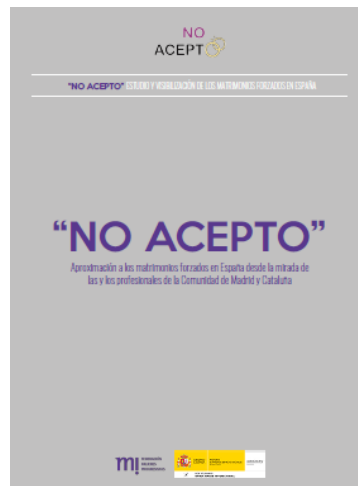 NO
ACEPTO
"NO ACEPTO" ESTUDIO Y VISIBILIZACIÓN DE LOS MATRIMONIOS FORZADOS EN ESPAÑA
“NO ACEPTO”
Aproximación a los matrimonios forzados en España desde la mirada de
las y los profesionales de la Comunidad de Madrid y Cataluña